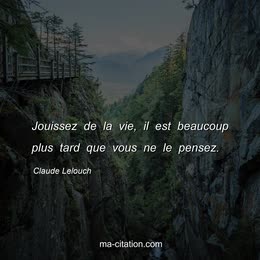 Jouissez de la vie, il est beaucoup
plus tard que vous ne le pensez.
Claude Lelouch
ma-citation.com